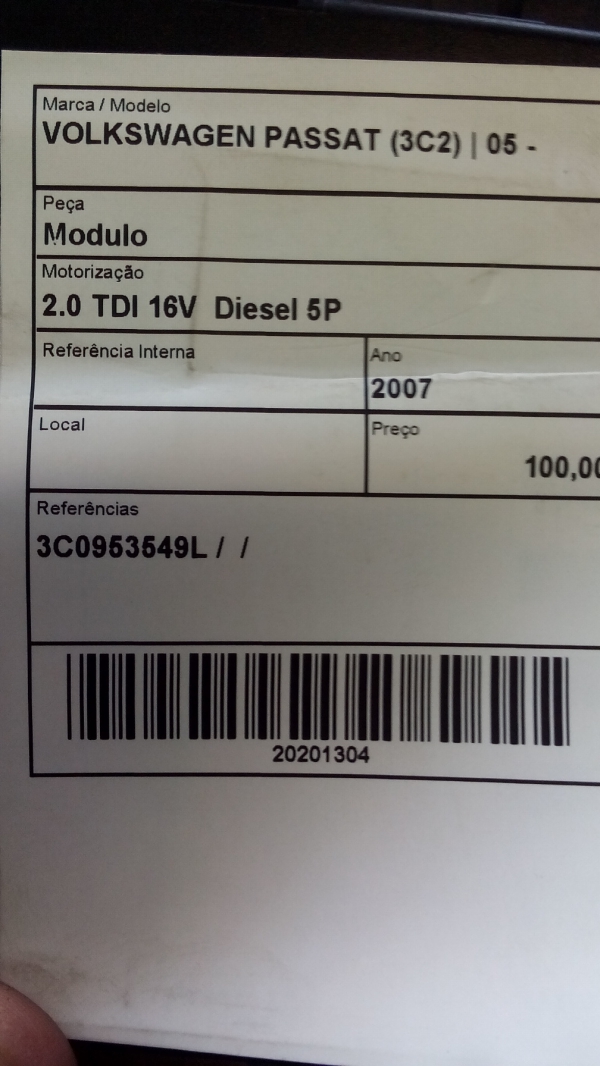 Marca / Modelo
VOLKSWAGEN PASSAT (3C2) | 05 -
Peça
Modulo
Motorização
2.0 TDI 16V Diesel 5P
Referência Interna
Ano
2007
Local
Preço
100,00
Referências
3C0953549L / /
20201304